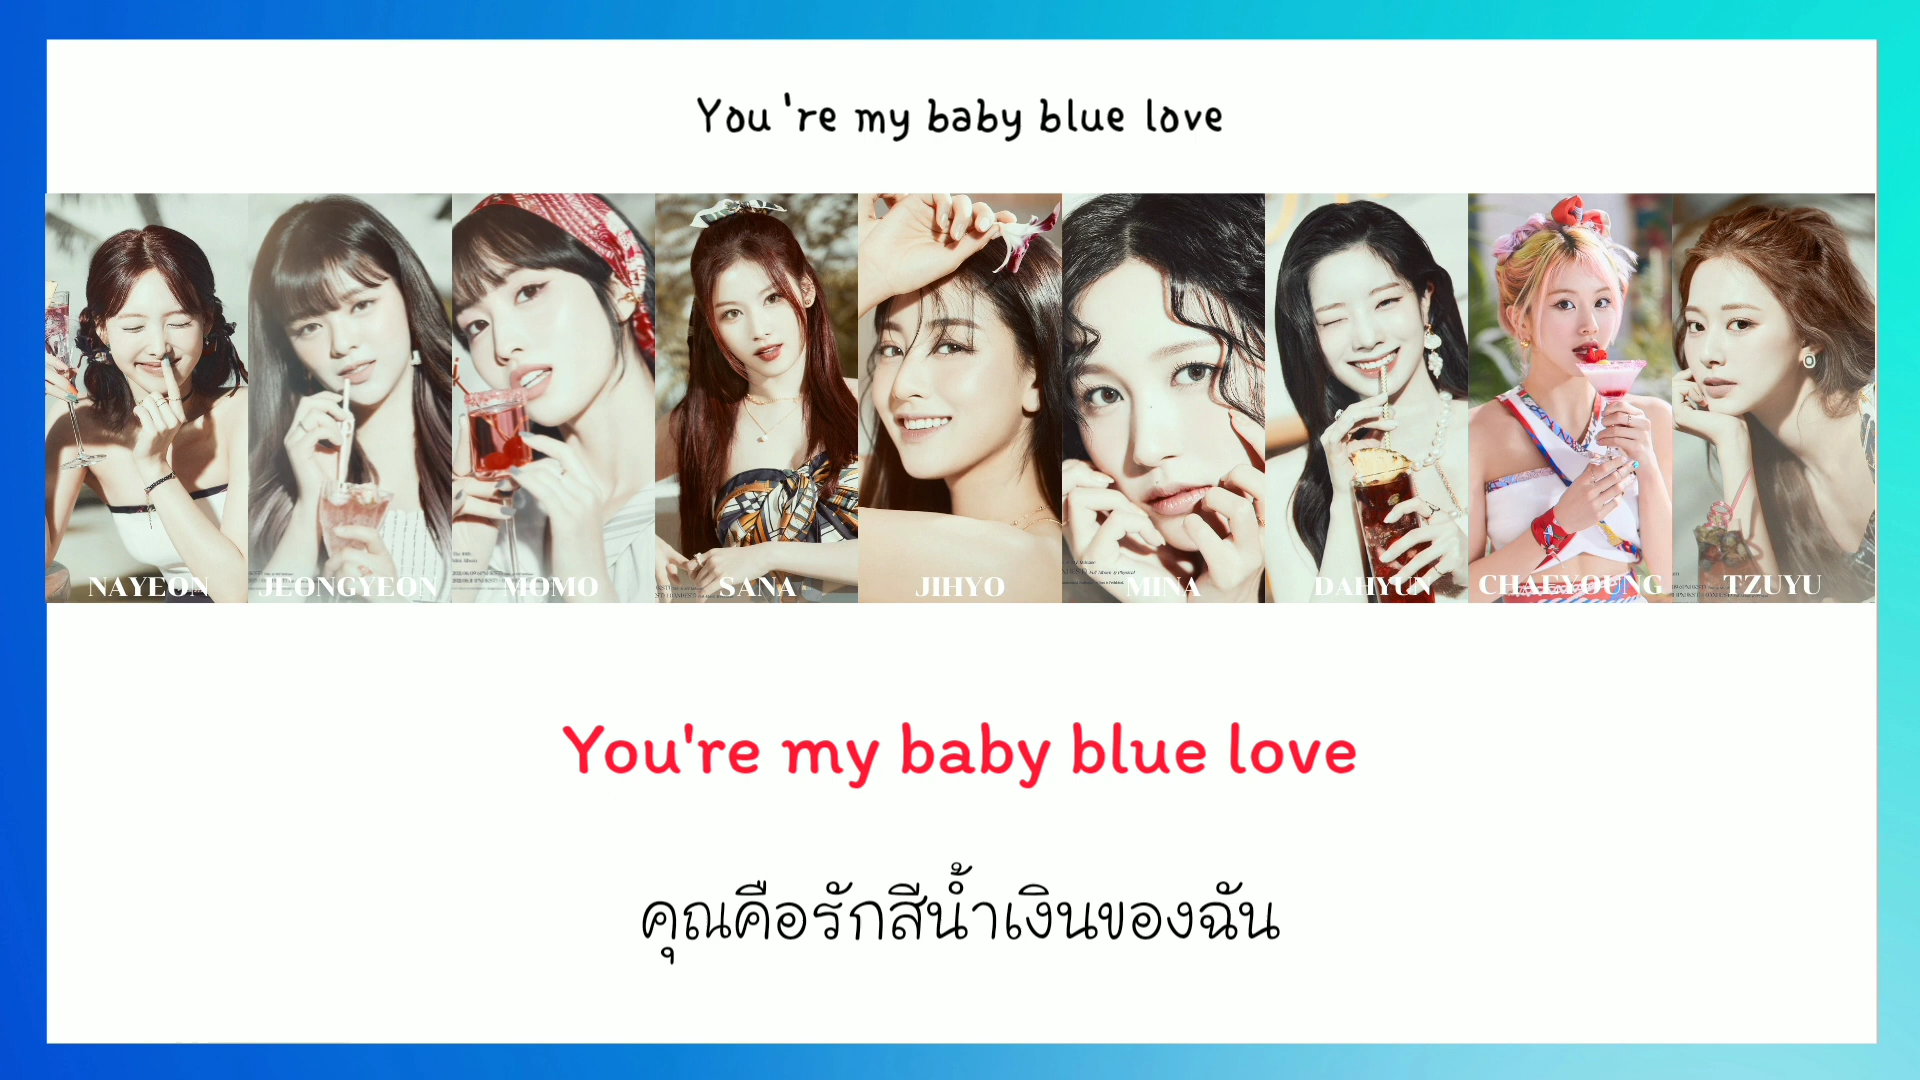 You 're my baby blue love
NAYEON JEONGYEON MOMO SANA JIHYO MINA DAHYUN CHAEYOUNG TZUYU
You're my baby blue love
คุณคือรักสีน้ำเงินของฉัน